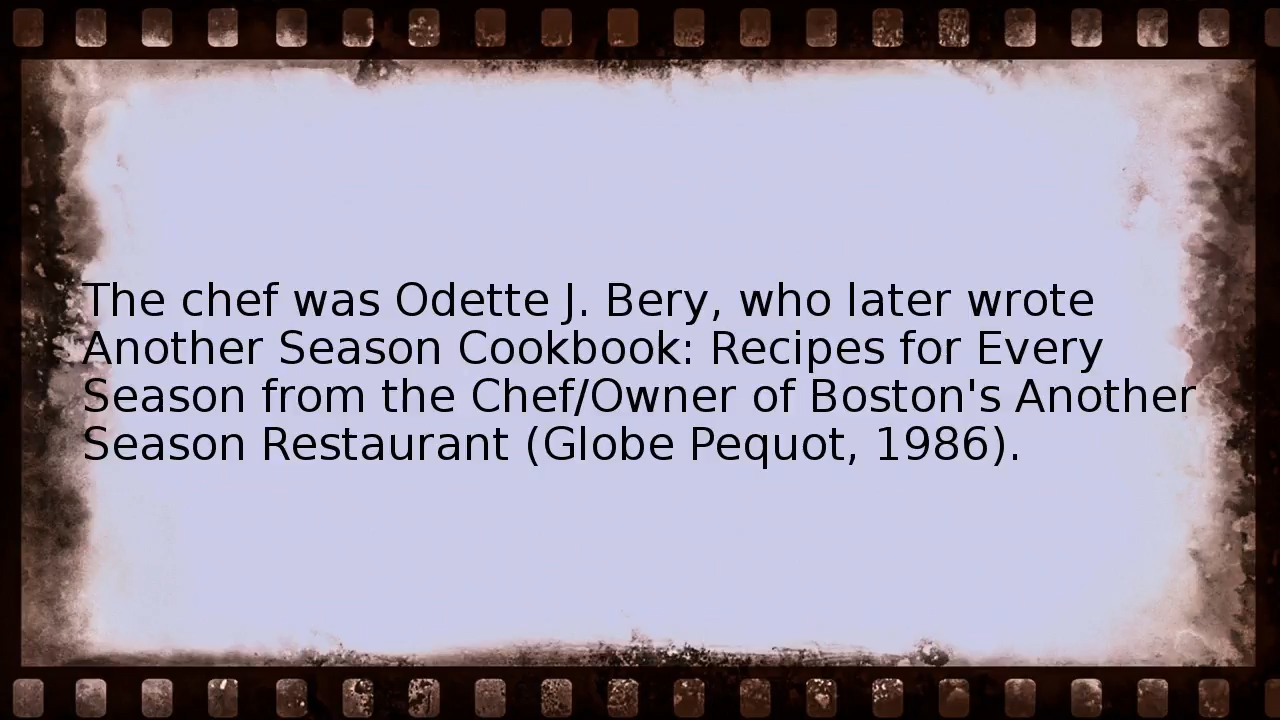 The chef was Odette J. Bery, who later wrote
Another Season Cookbook: Recipes for Every
Season from the Chef/Owner of Boston's Another
Season Restaurant (Globe Pequot, 1986).